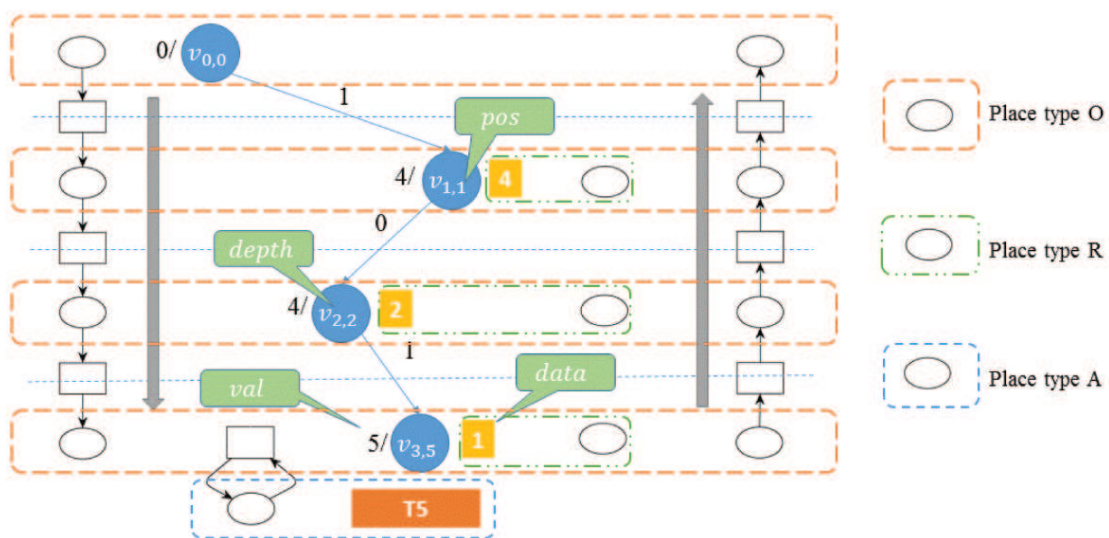 0/ v0,0
1
pos
Place type O
4/ v1,1 4
0
depth
Place type R
4/ v2,2 2
i
val
data
Place type A
5/ v3,5 1
T5